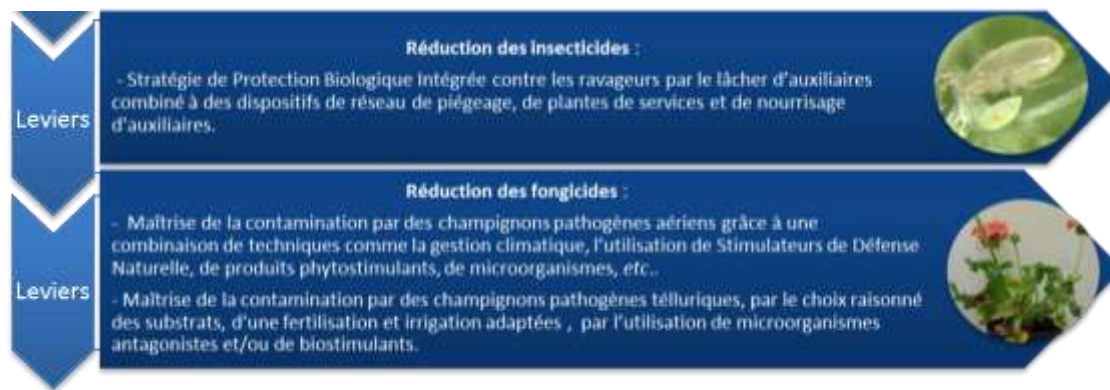 Leviers
Réduction des insecticides :
- Stratégie de Protection Biologique Intégrée contre les ravageurs par le lâcher d'auxiliaires
combiné à des dispositifs de réseau de piégeage, de plantes de services et de nourrisage
d'auxiliaires.
Leviers
Réduction des fongicides :
- Maîtrise de la contamination par des champignons pathogènes aériens grâce à une
combinaison de techniques comme la gestion climatique, l'utilisation de Stimulateurs de Défense
Naturelle, de produits phytostimulants, de microorganismes, etc..
- Maîtrise de la contamination par des champignons pathogènes télluriques, par le choix raisonné
des substrats, d'une fertilisation et irrigation adaptées , par l'utilisation de microorganismes
antagonistes et/ou de biostimulants.